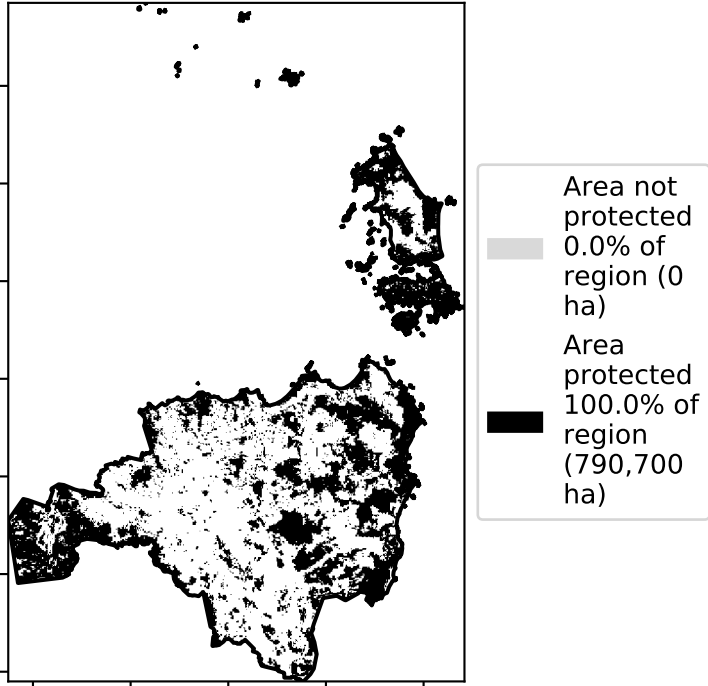 Area not
protected
0.0% of
region (0
ha)
Area
protected
100.0% of
region
(790,700
ha)